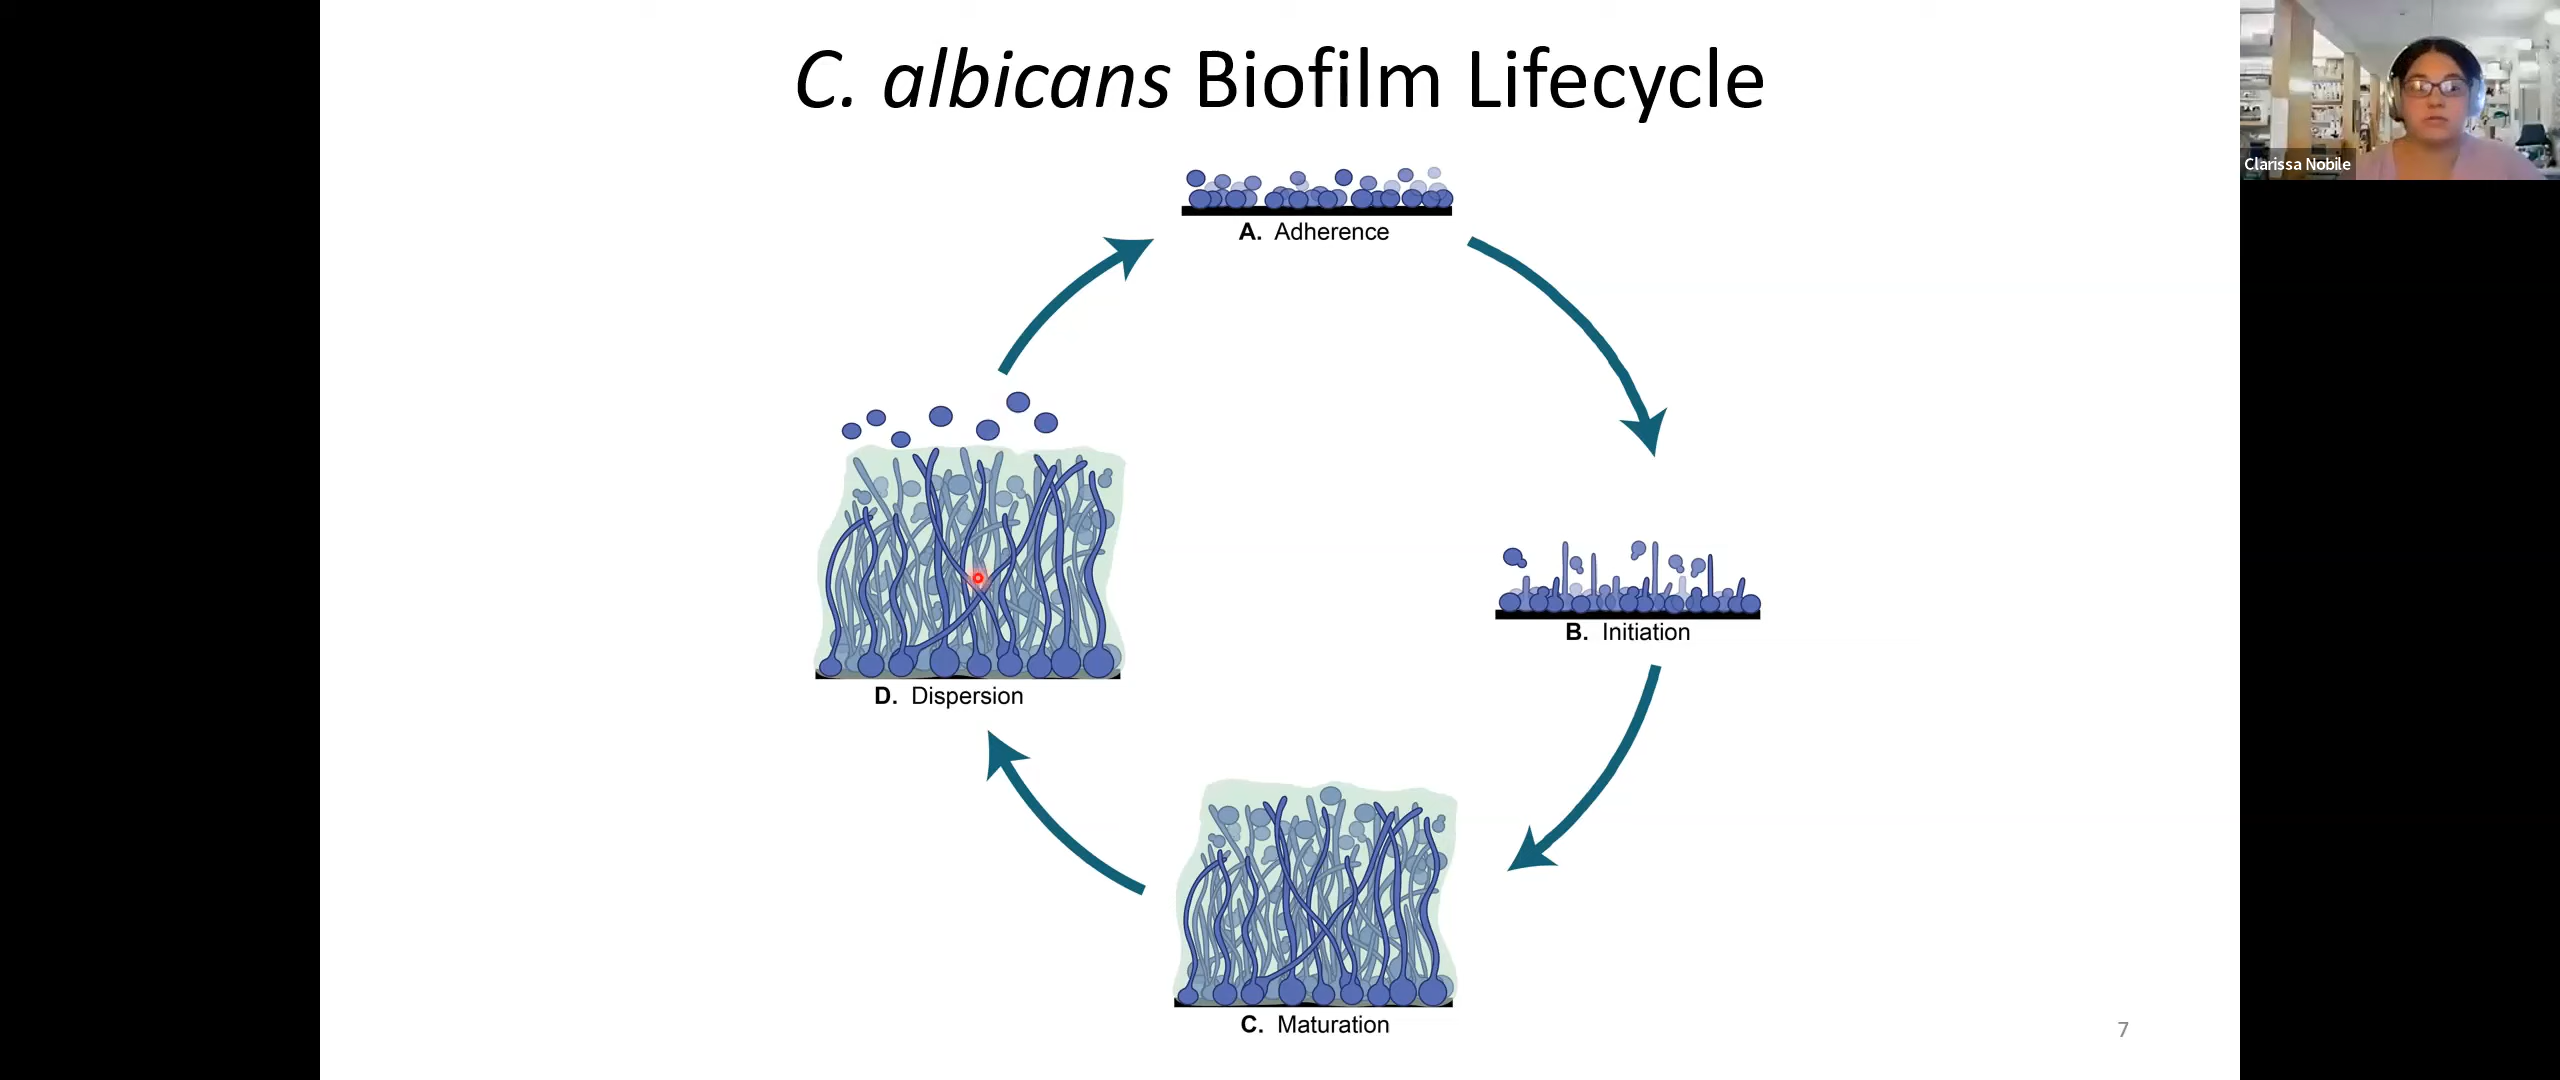 C. albicans Biofilm Lifecycle
Clarissa Nobile
A. Adherence
B. Initiation
D. Dispersion
C. Maturation
7